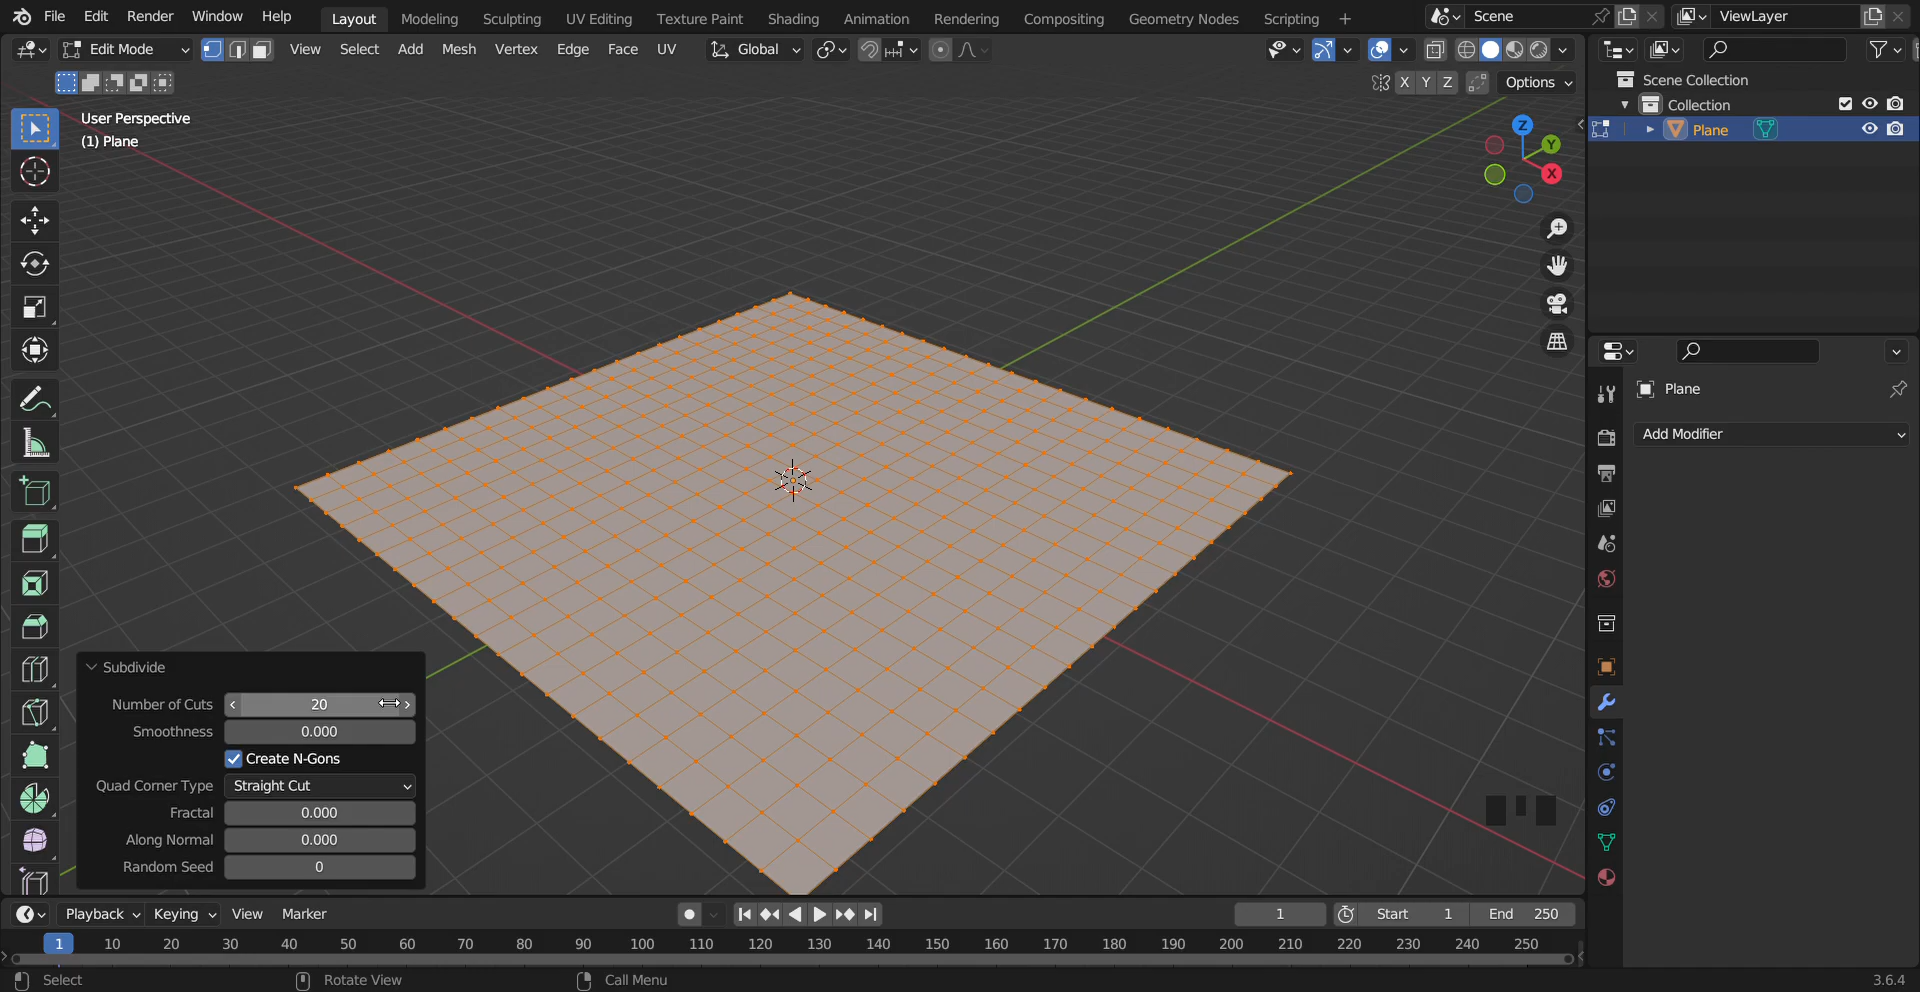 File Edit Render Window Help Layout Modeling Sculpting UV Editing Texture Paint Shading Animation Rendering Compositing Geometry Nodes Scripting + Scene ViewLayer
Edit Mode View Select Add Mesh Vertex Edge Face UV Global
X Y Z Options
User Perspective
(1) Plane
Z
Y
X
Scene Collection
Collection
Plane
Plane
Add Modifier
Subdivide
Number of Cuts 20
Smoothness 0.000
Create N-Gons
Quad Corner Type Straight Cut
Fractal 0.000
Along Normal 0.000
Random Seed 0
Playback Keying View Marker 1 Start 1 End 250
1 10 20 30 40 50 60 70 80 90 100 110 120 130 140 150 160 170 180 190 200 210 220 230 240 250
Select Rotate View Call Menu 3.6.4